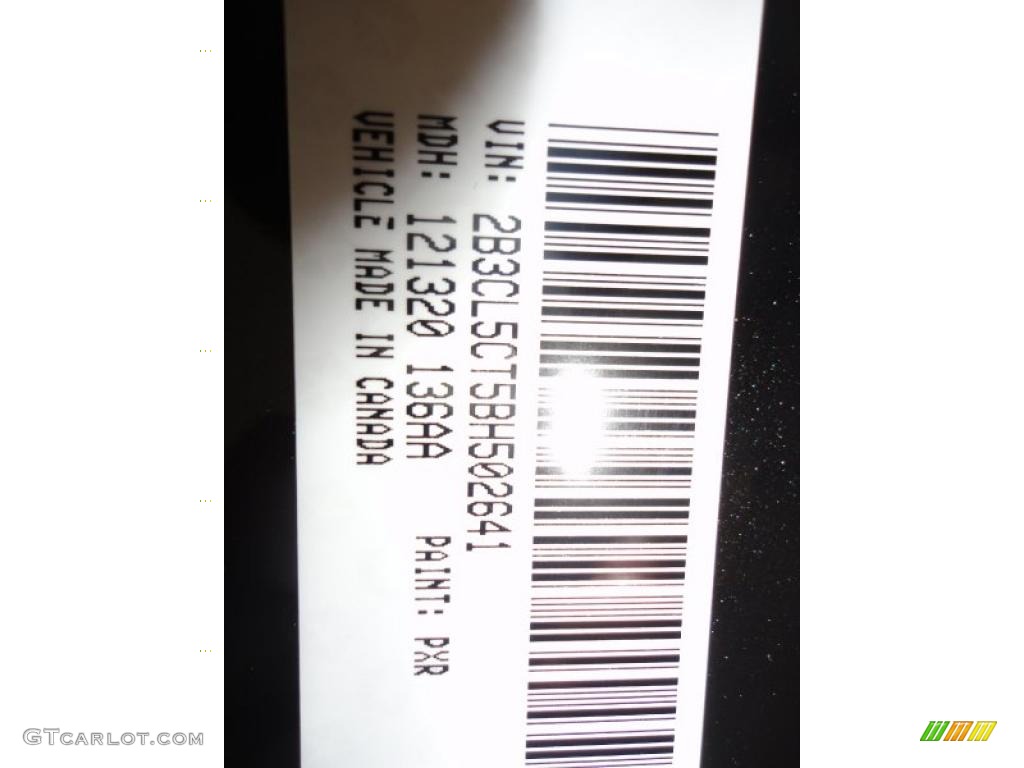 VIN: 2B3CL5CT5BH502641
MDH: 121320 136AA PAINT: PXR
VEHICLE MADE IN CANADA
GTCARLOT.COM